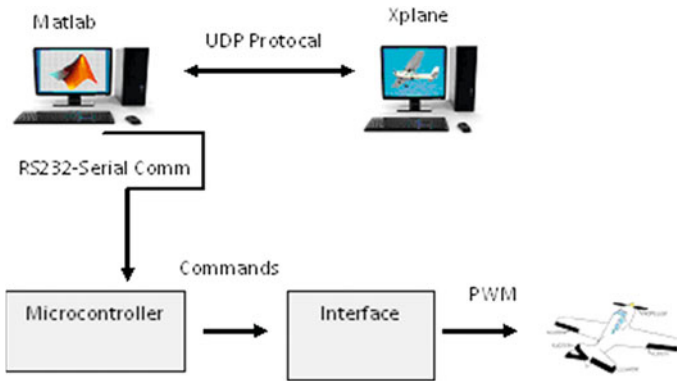 Matlab
Xplane
UDP Protocal
RS232-Serial Comm
Commands
PWM
Microcontroller
Interface